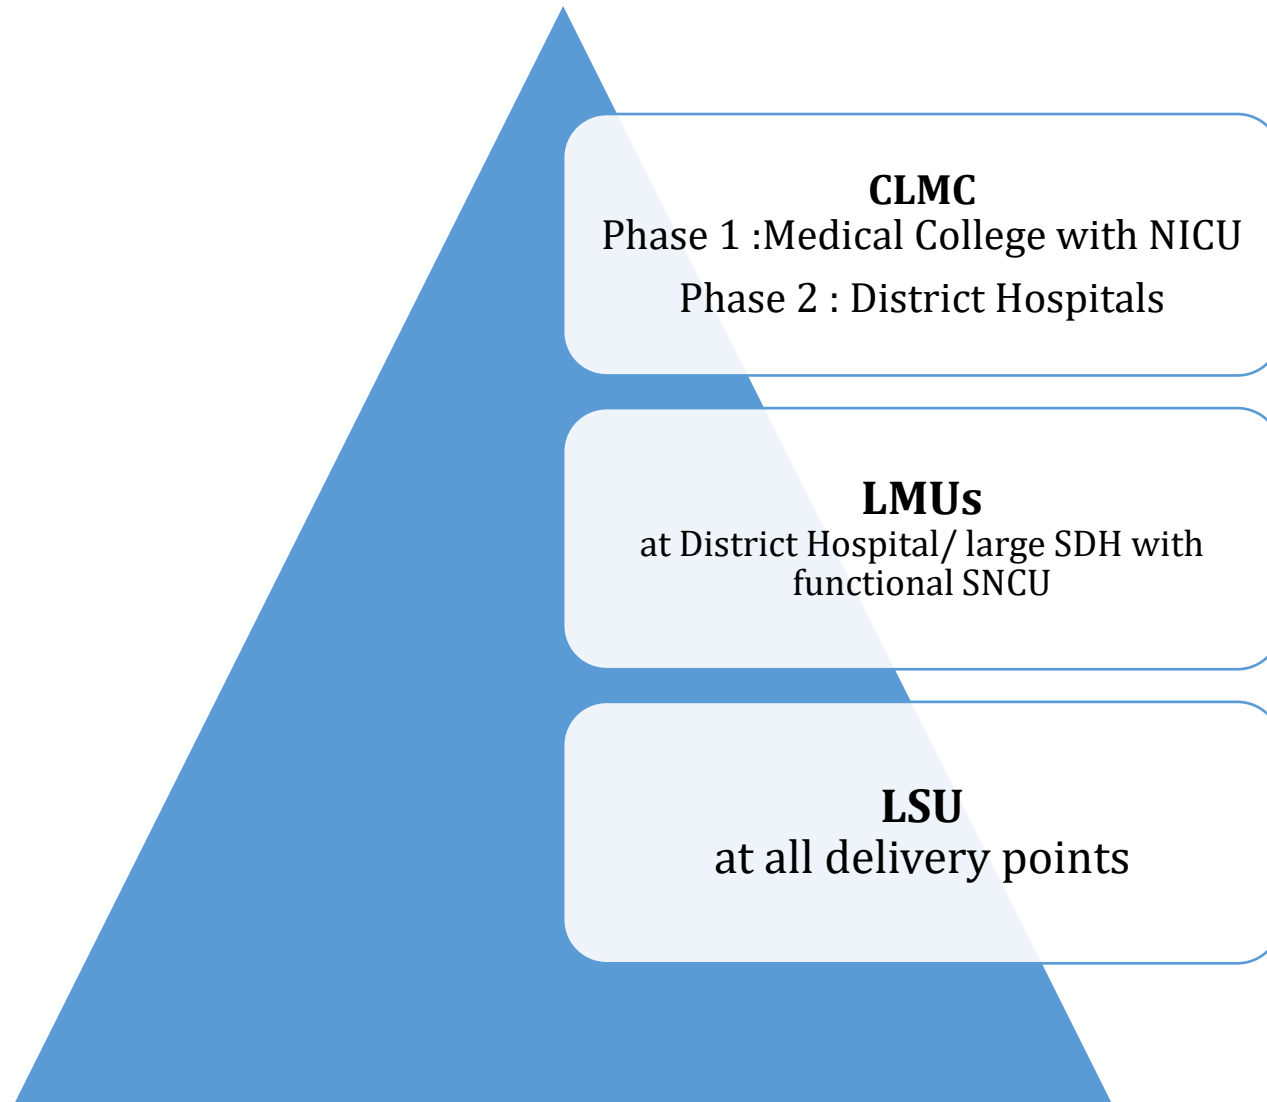 CLMC
Phase 1 :Medical College with NICU
Phase 2 : District Hospitals
LMUs
at District Hospital/ large SDH with
functional SNCU
LSU
at all delivery points